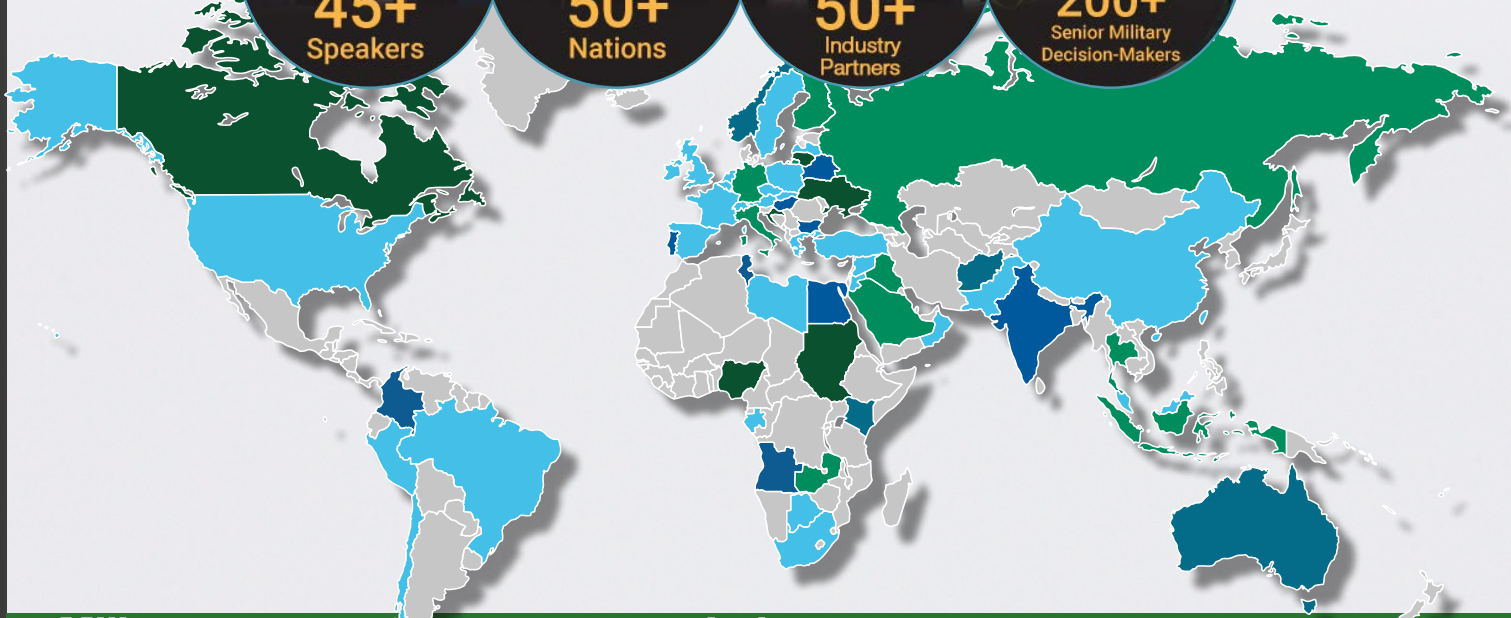 45+
Speakers
50+
Nations
50+
Industry
Partners
200+
Senior Military
Decision-Makers